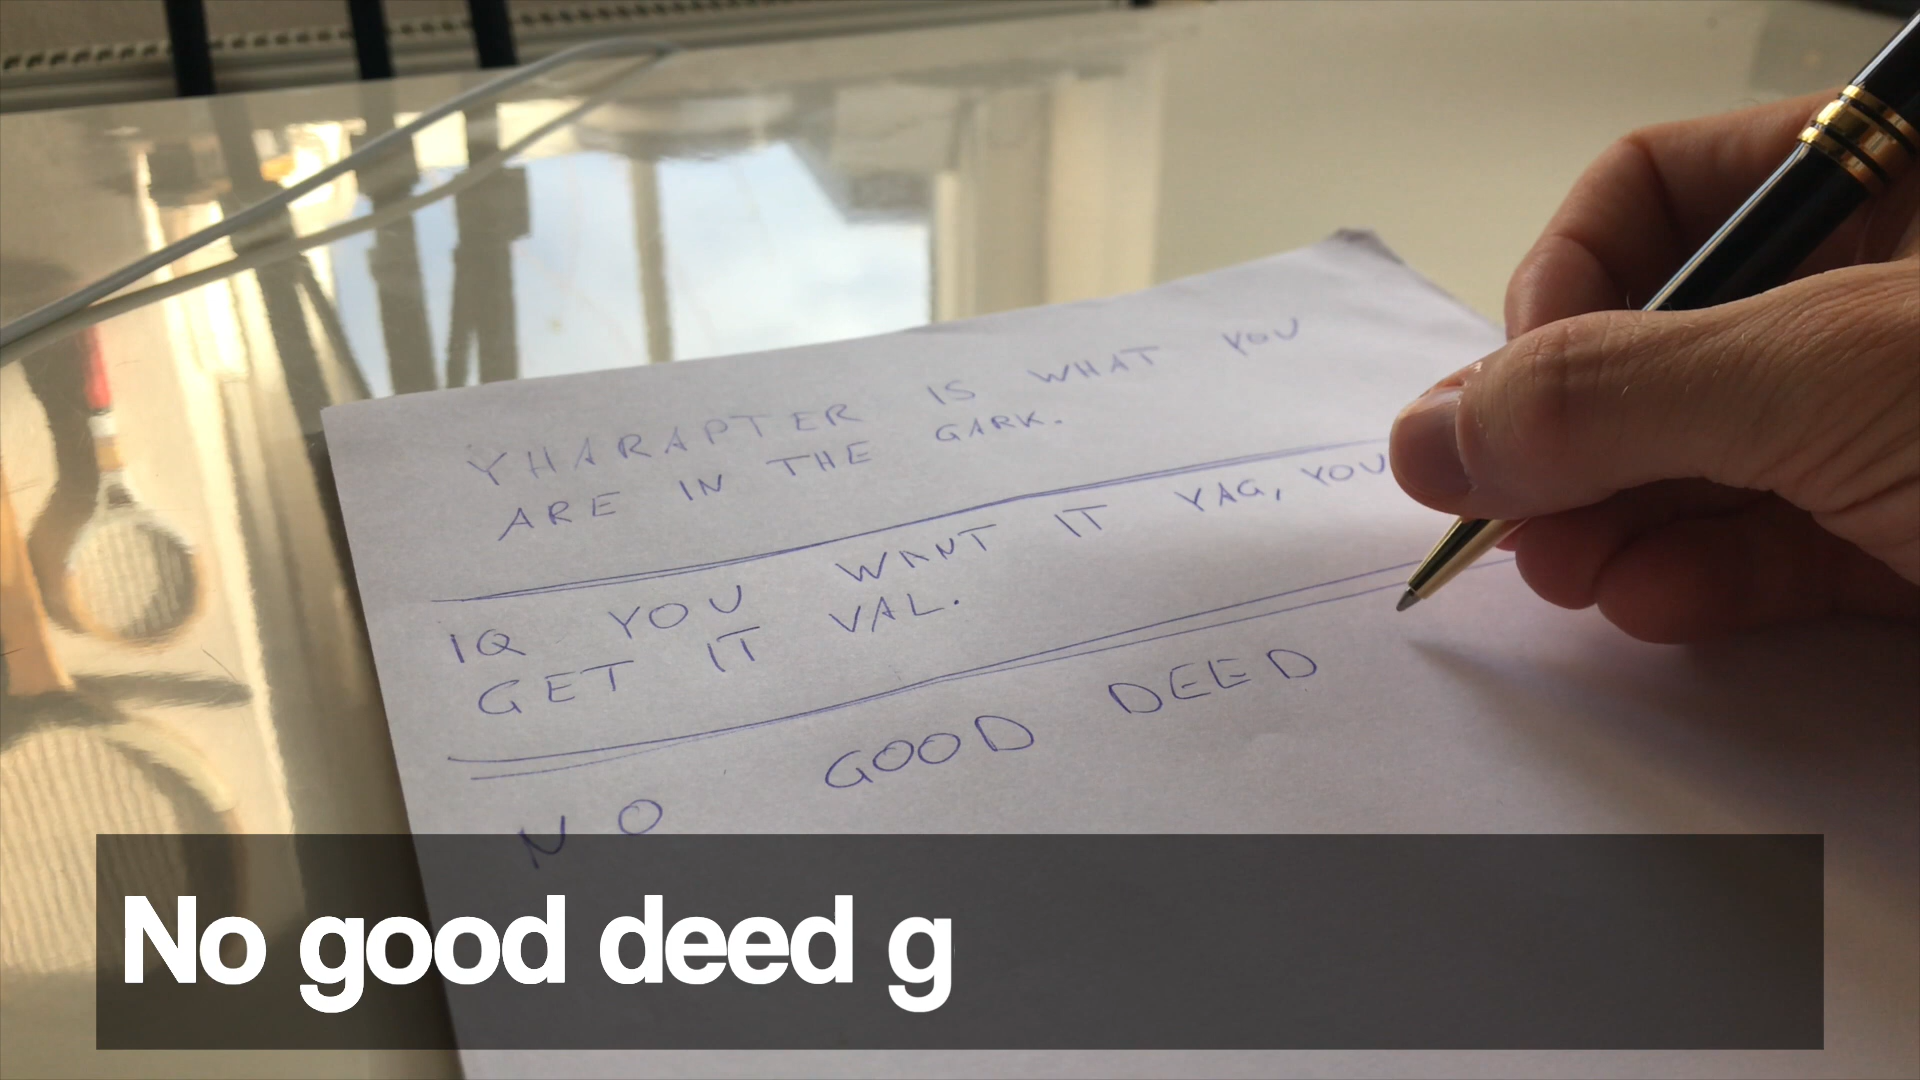 YHARAPTER IS WHAT YOU
ARE IN THE GARK.
IQ YOU WANT IT YAG, YOU
GET IT VAL.
NO GOOD DEED
No good deed g